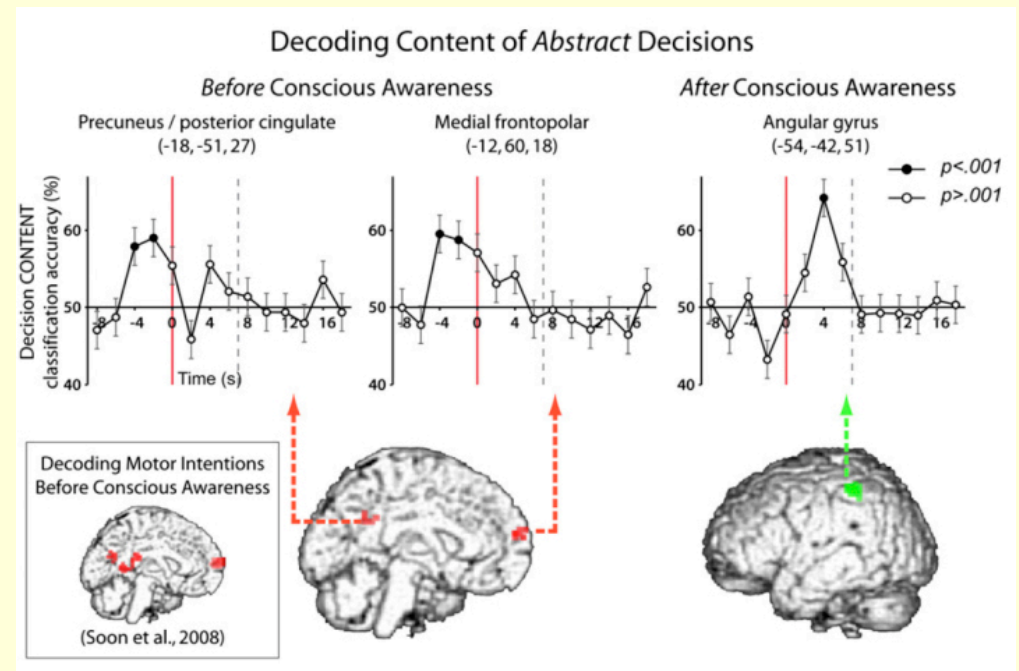 Decoding Content of Abstract Decisions
Before Conscious Awareness
After Conscious Awareness
Precuneus / posterior cingulate
(-18, -51, 27)
Medial frontopolar
(-12, 60, 18)
Angular gyrus
(-54, -42, 51)
p<.001
p>.001
Decision CONTENT
classification accuracy (%)
60
50
40
-8 -4 0 4 8 12 16
Time (s)
60
50
40
-8 -4 0 4 8 12 16
60
50
40
-8 -4 0 4 8 12 16
Decoding Motor Intentions
Before Conscious Awareness
(Soon et al., 2008)